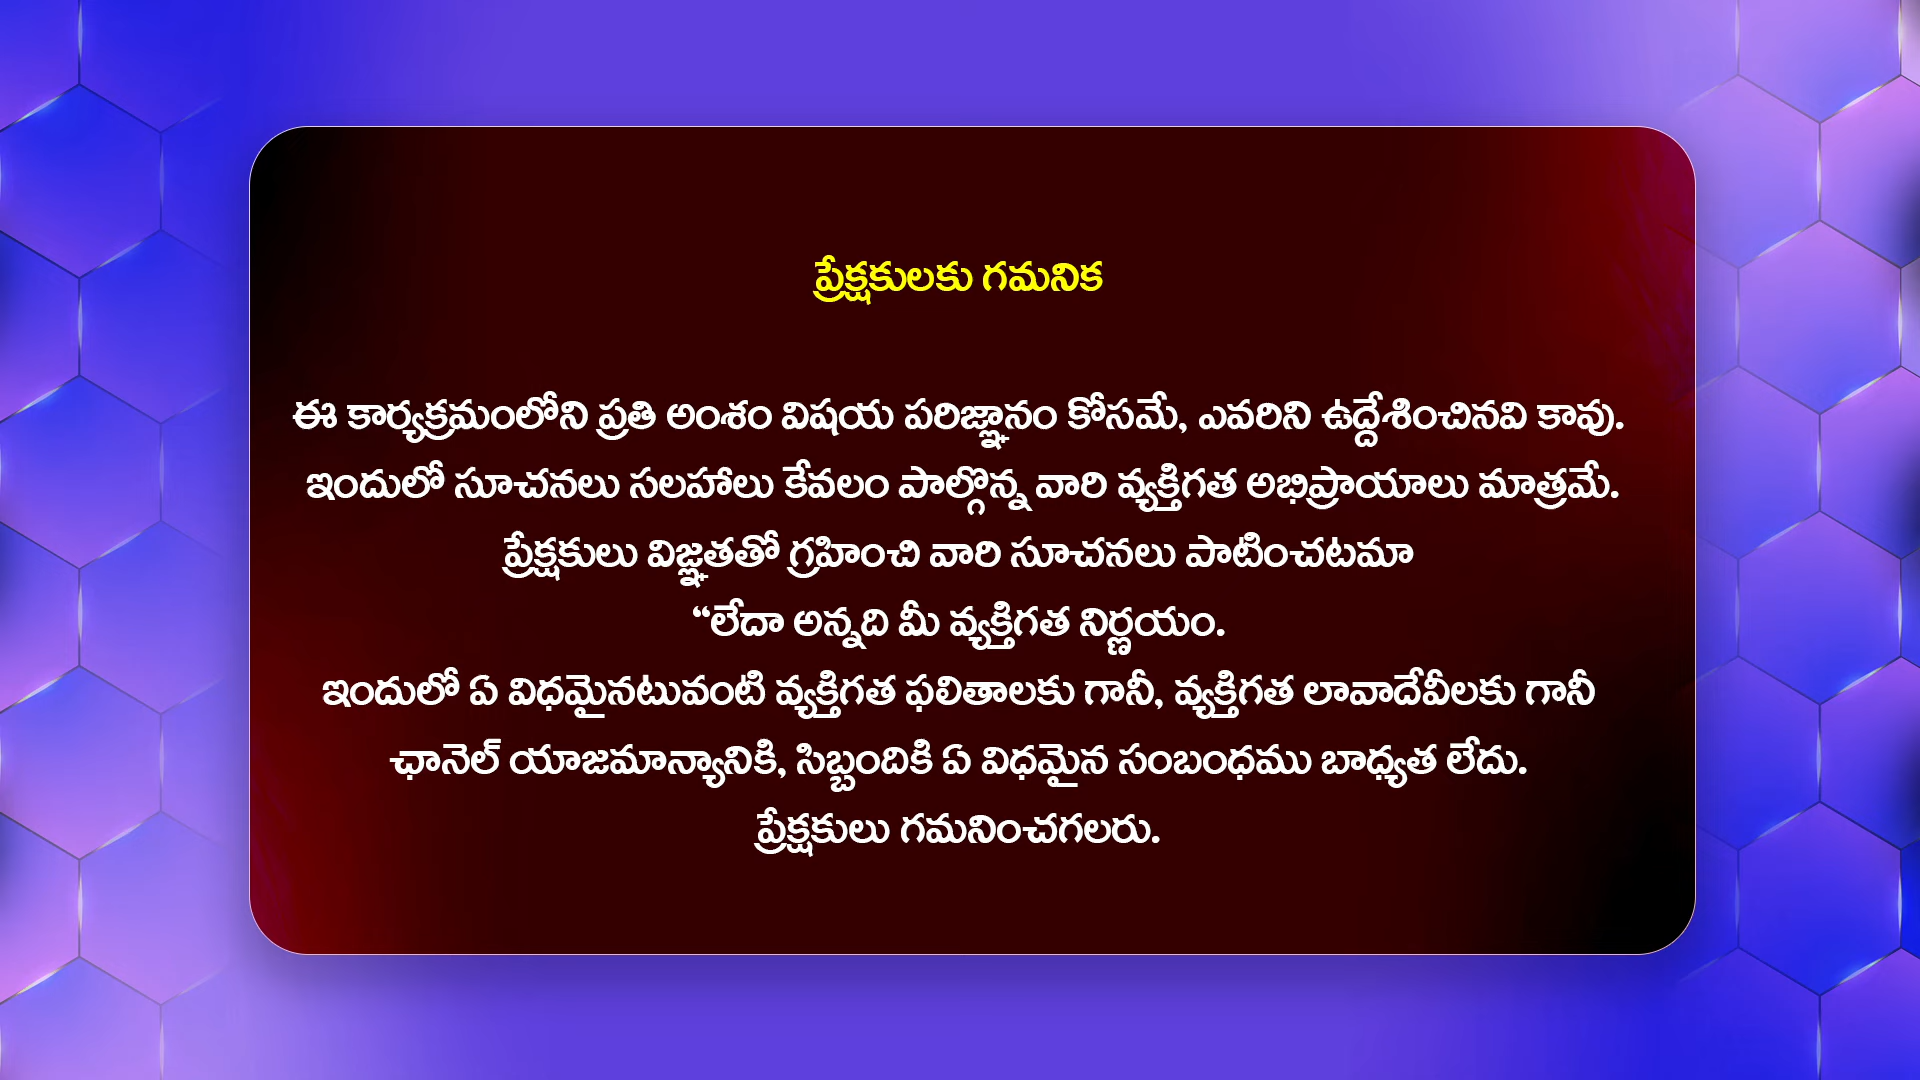 ప్రేక్షకులకు గమనిక
ఈ కార్యక్రమంలోని ప్రతి అంశం విషయ పరిజ్ఞానం కోసమే, ఎవరిని ఉద్దేశించినవి కావు.
ఇందులో సూచనలు సలహాలు కేవలం పాల్గొన్న వారి వ్యక్తిగత అభిప్రాయాలు మాత్రమే.
ప్రేక్షకులు విజ్ఞతతో గ్రహించి వారి సూచనలు పాటించటమా
“లేదా అన్నది మీ వ్యక్తిగత నిర్ణయం.
ఇందులో ఏ విధమైనటువంటి వ్యక్తిగత ఫలితాలకు గానీ, వ్యక్తిగత లావాదేవీలకు గానీ
ఛానెల్ యాజమాన్యానికి, సిబ్బందికి ఏ విధమైన సంబంధము బాధ్యత లేదు.
ప్రేక్షకులు గమనించగలరు.